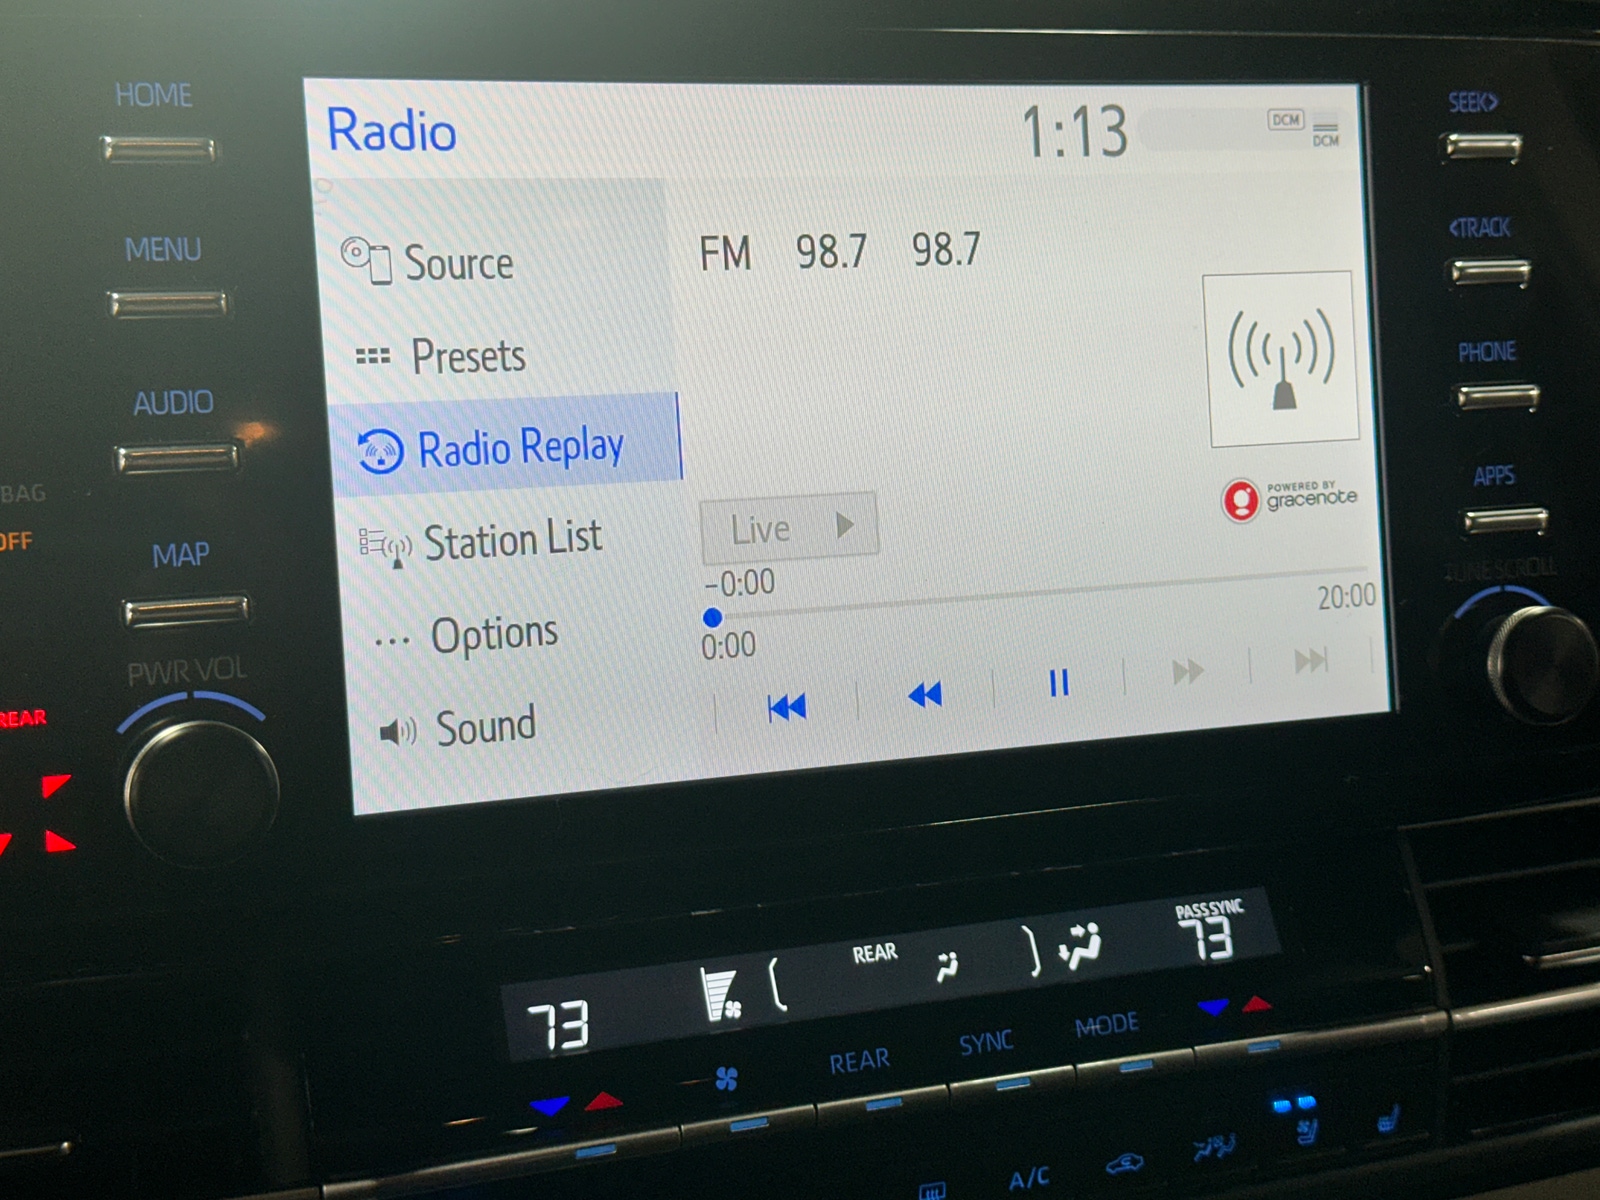 HOME
MENU
AUDIO
MAP
PWR VOL
BAG
OFF
REAR
Radio
1:13
DCM
DCM
Source
Presets
Radio Replay
Station List
Options
Sound
FM 98.7 98.7
POWERED BY
gracenote
Live
-0:00
0:00
20:00
SEEK>
<TRACK
PHONE
APPS
TUNE SCROLL
73
REAR
PASS SYNC
73
REAR
SYNC
MODE
A/C